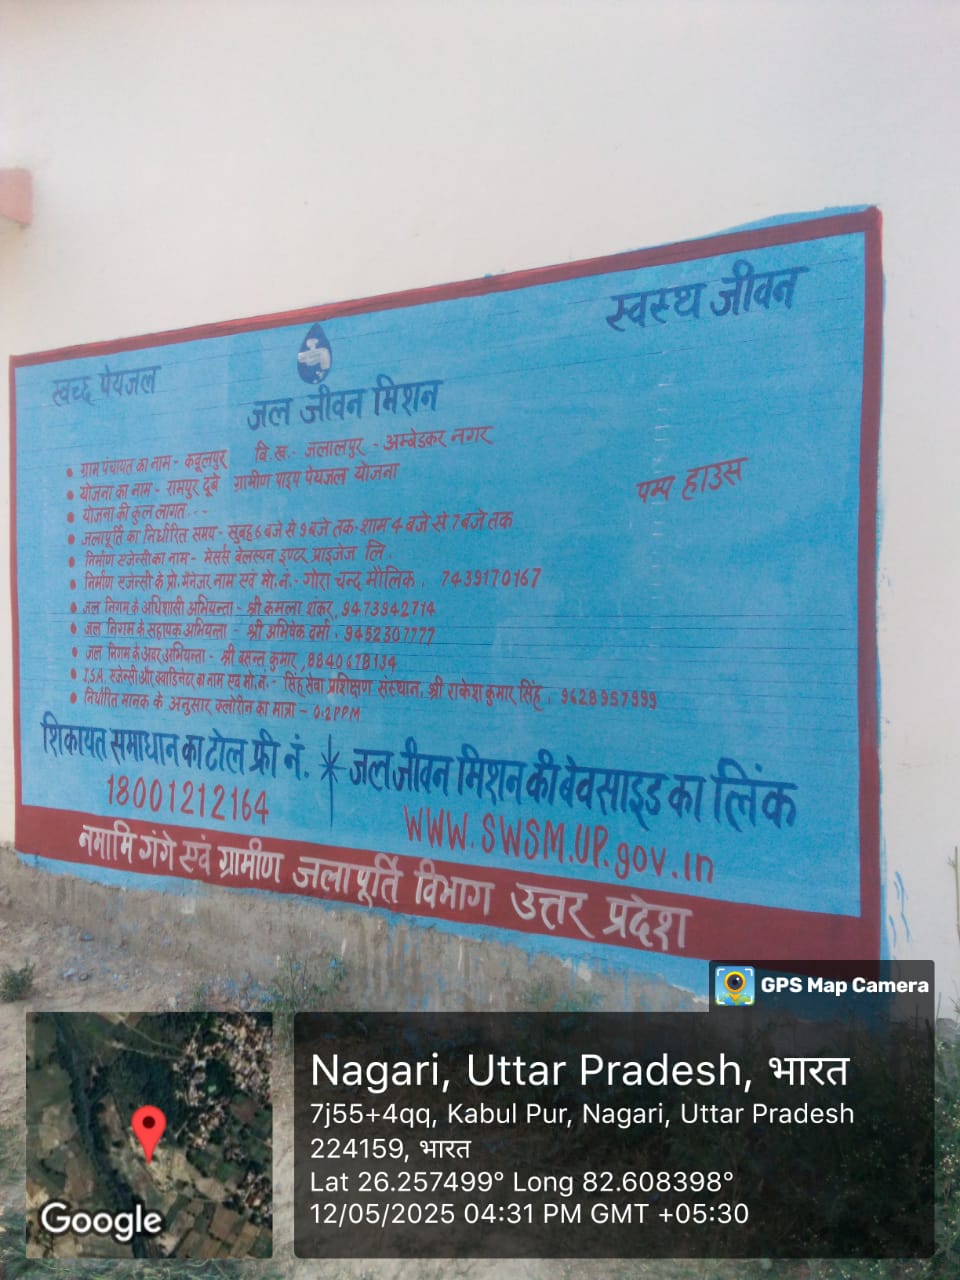 स्वच्छ पेयजल
स्वस्थ जीवन
जल जीवन मिशन
ग्राम पंचायत का नाम - कबूलपुर वि.ख.- जलालपुर - अम्बेडकर नगर
योजना का नाम - रामपुर दूबे ग्रामीण पाइप पेयजल योजना
पम्प हाउस
योजना की कुल लागत - -
जलापूर्ति का निर्धारित समय - सुबह 6 बजे से 9 बजे तक - शाम 4 बजे से 7 बजे तक
निर्माण एजेन्सी का नाम - मेसर्स वेलस्पन इण्टर प्राइजेज लि.
निर्माण एजेन्सी के प्रो. मैनेजर नाम एवं मो.नं.- गोरा चन्द मौलिक, 7439170167
जल निगम के अधिशासी अभियन्ता - श्री कमला शंकर, 9473942714
जल निगम के सहायक अभियन्ता - श्री अभिषेक वर्मा, 9452307777
जल निगम के अवर अभियन्ता - श्री बसन्त कुमार, 8840678134
I.S.A. एजेन्सी और क्वाडिनेटर का नाम एवं मो.नं.- सिंह सेवा प्रशिक्षण संस्थान, श्री राकेश कुमार सिंह, 9628957999
निर्धारित मानक के अनुसार क्लोरीन का मात्रा - 0.2PPM
शिकायत समाधान का टोल फ्री नं.
18001212164
जल जीवन मिशन की बेवसाइड का लिंक
WWW.SWSM.UP.gov.in
नमामि गंगे एवं ग्रामीण जलापूर्ति विभाग उत्तर प्रदेश
GPS Map Camera
Nagari, Uttar Pradesh, भारत
7j55+4qq, Kabul Pur, Nagari, Uttar Pradesh
224159, भारत
Lat 26.257499° Long 82.608398°
12/05/2025 04:31 PM GMT +05:30
Google